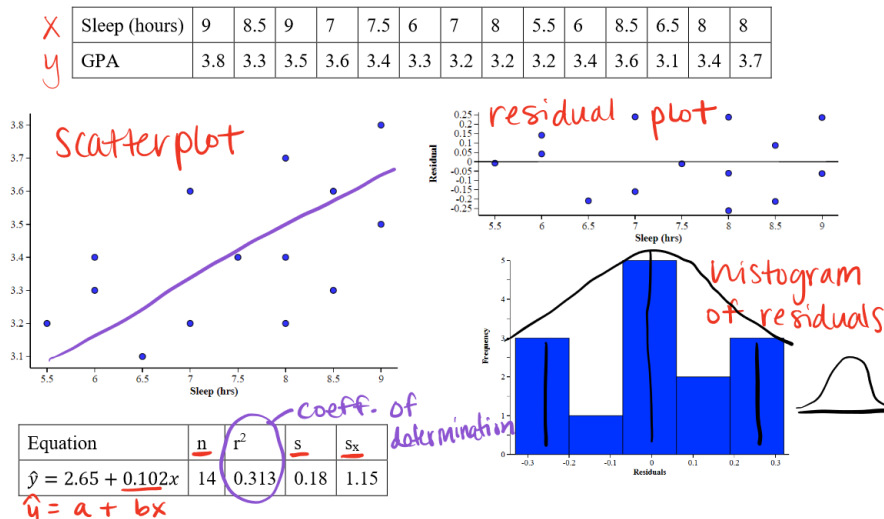 x Sleep (hours) 9 8.5 9 7 7.5 6 7 8 5.5 6 8.5 6.5 8 8
y GPA 3.8 3.3 3.5 3.6 3.4 3.3 3.2 3.2 3.2 3.4 3.6 3.1 3.4 3.7
scatterplot
3.8
3.7
3.6
3.5
3.4
3.3
3.2
3.1
5.5 6 6.5 7 7.5 8 8.5 9
Sleep (hrs)
residual plot
Residual
0.25
0.15
0.05
0
-0.05
-0.15
-0.25
5.5 6 6.5 7 7.5 8 8.5 9
Sleep (hrs)
histogram
of residuals
Frequency
5
4
3
2
1
0
-0.3 -0.2 -0.1 0 0.1 0.2 0.3
Residuals
coeff. of
determination
Equation n r² s sₓ
ŷ = 2.65 + 0.102x 14 0.313 0.18 1.15
ŷ = a + bx